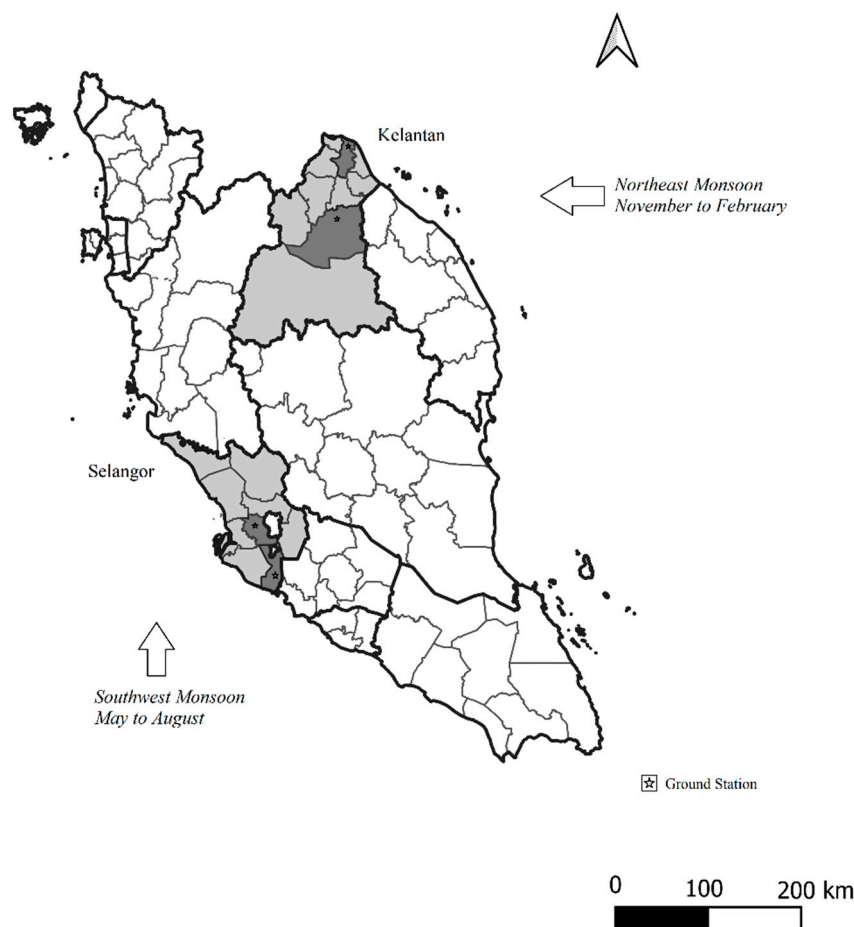 Kelantan
Northeast Monsoon
November to February
Selangor
Southwest Monsoon
May to August
Ground Station
0 100 200 km